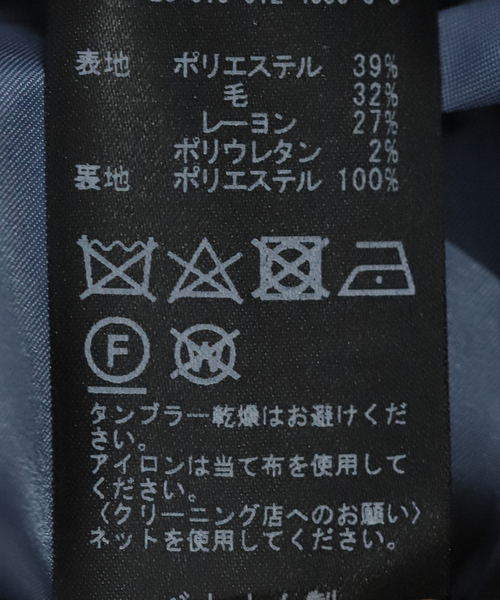 表地 ポリエステル 39%
毛 32%
レーヨン 27%
ポリウレタン 2%
裏地 ポリエステル 100%
F W
タンブラー乾燥はお避けくだ
さい。
アイロンは当て布を使用して
ください。
〈クリーニング店へのお願い〉
ネットを使用してください。